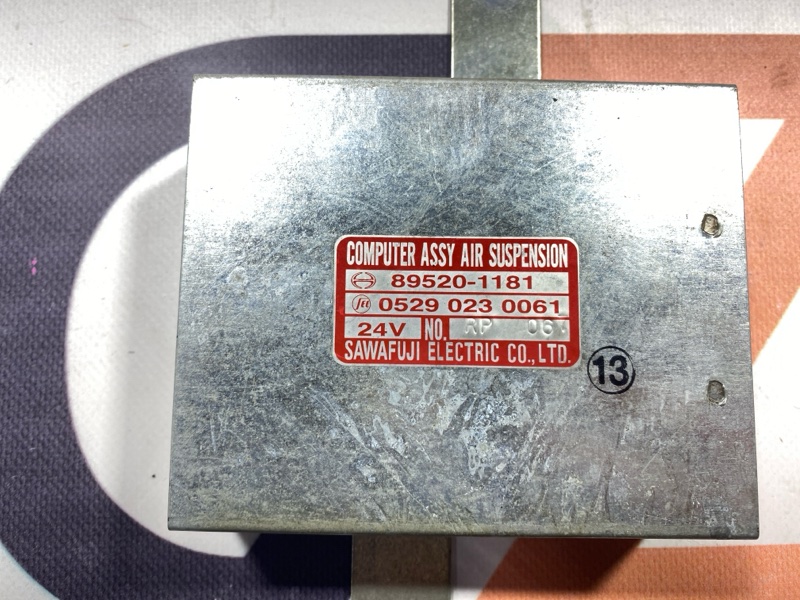 COMPUTER ASSY AIR SUSPENSION
89520-1181
0529 023 0061
24V NO. RP 06
SAWAFUJI ELECTRIC CO., LTD.
13